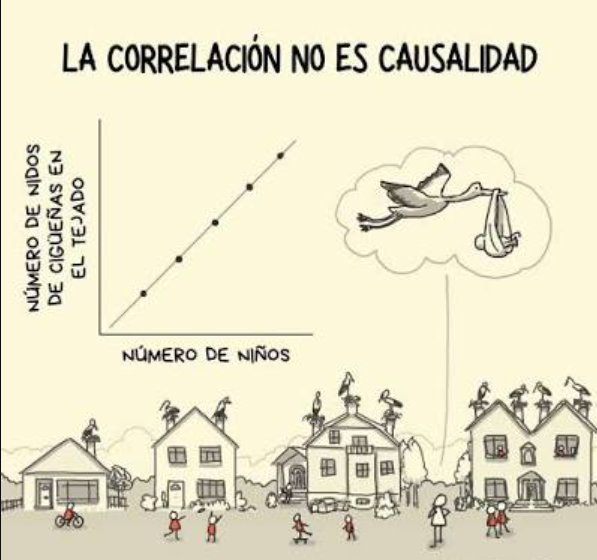 LA CORRELACIÓN NO ES CAUSALIDAD
NÚMERO DE NIDOS
DE CIGÜEÑAS EN
EL TEJADO
NÚMERO DE NIÑOS